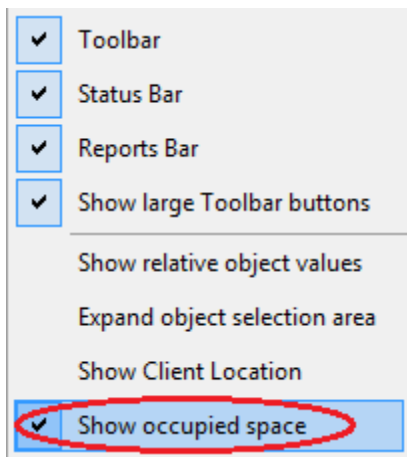 Toolbar
Status Bar
Reports Bar
Show large Toolbar buttons
Show relative object values
Expand object selection area
Show Client Location
Show occupied space